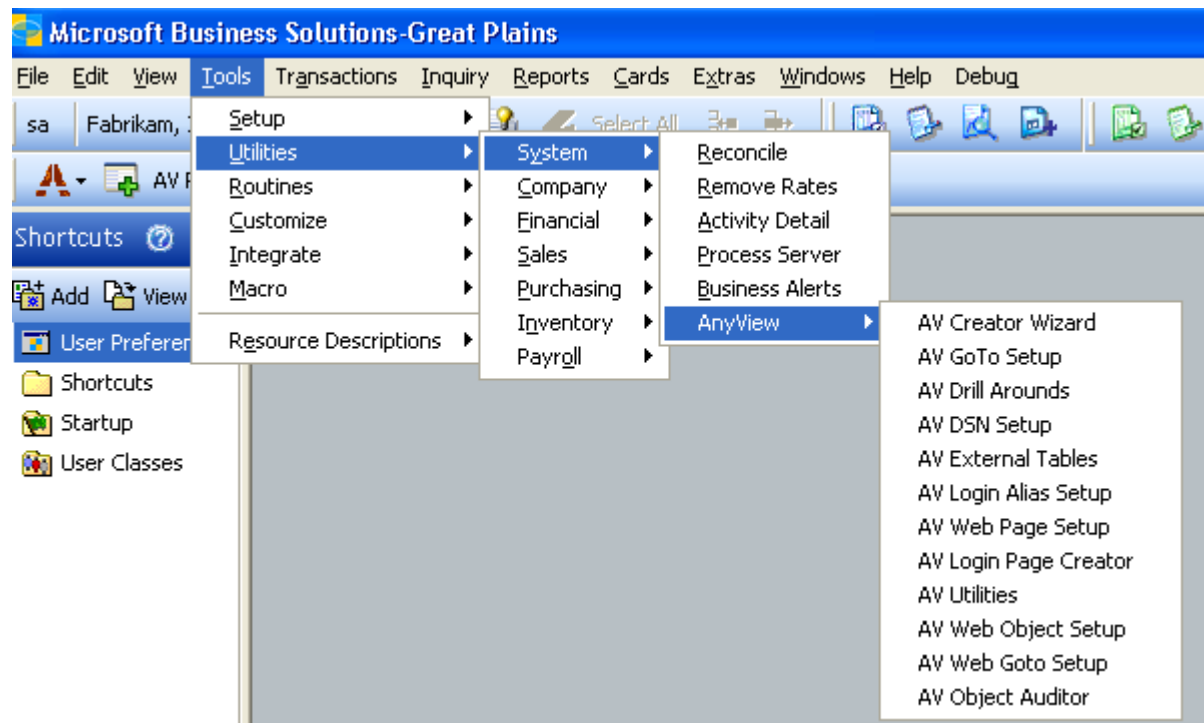 Microsoft Business Solutions-Great Plains
File Edit View Tools Transactions Inquiry Reports Cards Extras Windows Help Debug
sa Fabrikam, Select All
AV
Shortcuts
Add View
User Preferen
Shortcuts
Startup
User Classes
Setup
Utilities
Routines
Customize
Integrate
Macro
Resource Descriptions
System
Company
Financial
Sales
Purchasing
Inventory
Payroll
Reconcile
Remove Rates
Activity Detail
Process Server
Business Alerts
AnyView
AV Creator Wizard
AV GoTo Setup
AV Drill Arounds
AV DSN Setup
AV External Tables
AV Login Alias Setup
AV Web Page Setup
AV Login Page Creator
AV Utilities
AV Web Object Setup
AV Web Goto Setup
AV Object Auditor